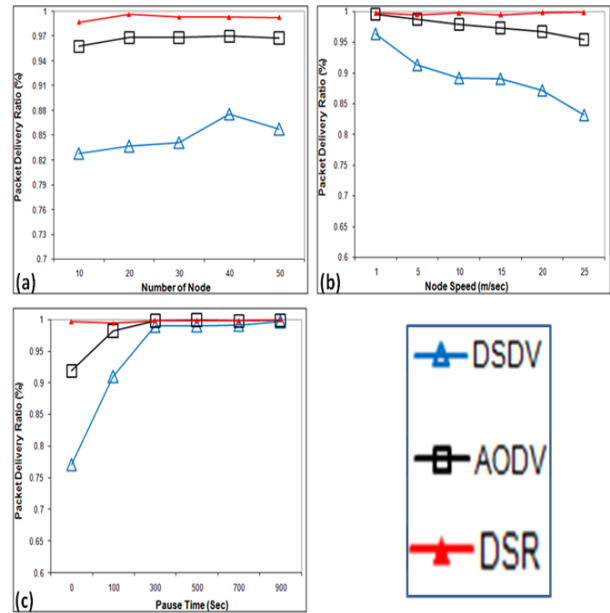 Packet Delivery Ratio (%)
1
0.97
0.94
0.91
0.88
0.85
0.82
0.79
0.76
0.73
0.7
10 20 30 40 50
(a) Number of Node
Packet Delivery Ratio (%)
1
0.95
0.9
0.85
0.8
0.75
0.7
0.65
0.6
1 5 10 15 20 25
(b) Node Speed (m/sec)
Packet Delivery Ratio (%)
1
0.95
0.9
0.85
0.8
0.75
0.7
0.65
0.6
0 100 300 500 700 900
(c) Pause Time (Sec)
DSDV
AODV
DSR